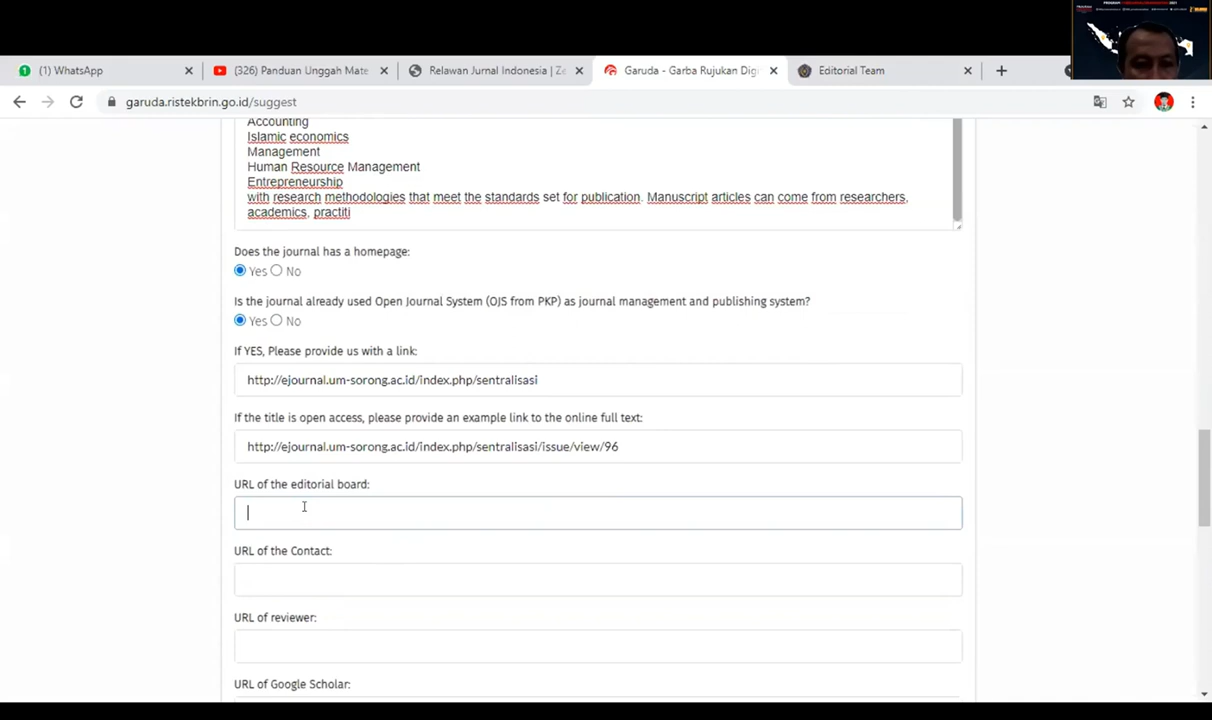 (1) WhatsApp
(326) Panduan Unggah Mate
Relawan Jurnal Indonesia | Ze
Garuda - Garba Rujukan Digi
Editorial Team
garuda.ristekbrin.go.id/suggest
Accounting
Islamic economics
Management
Human Resource Management
Entrepreneurship
with research methodologies that meet the standards set for publication. Manuscript articles can come from researchers,
academics, practiti
Does the journal has a homepage:
Yes No
Is the journal already used Open Journal System (OJS from PKP) as journal management and publishing system?
Yes No
If YES, Please provide us with a link:
http://ejournal.um-sorong.ac.id/index.php/sentralisasi
If the title is open access, please provide an example link to the online full text:
http://ejournal.um-sorong.ac.id/index.php/sentralisasi/issue/view/96
URL of the editorial board:
URL of the Contact:
URL of reviewer:
URL of Google Scholar: